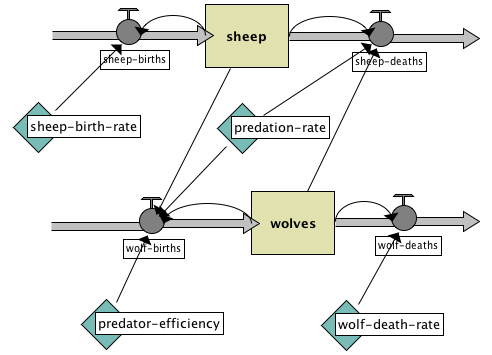 sheep
sheep-births
sheep-deaths
sheep-birth-rate
predation-rate
wolves
wolf-births
wolf-deaths
predator-efficiency
wolf-death-rate